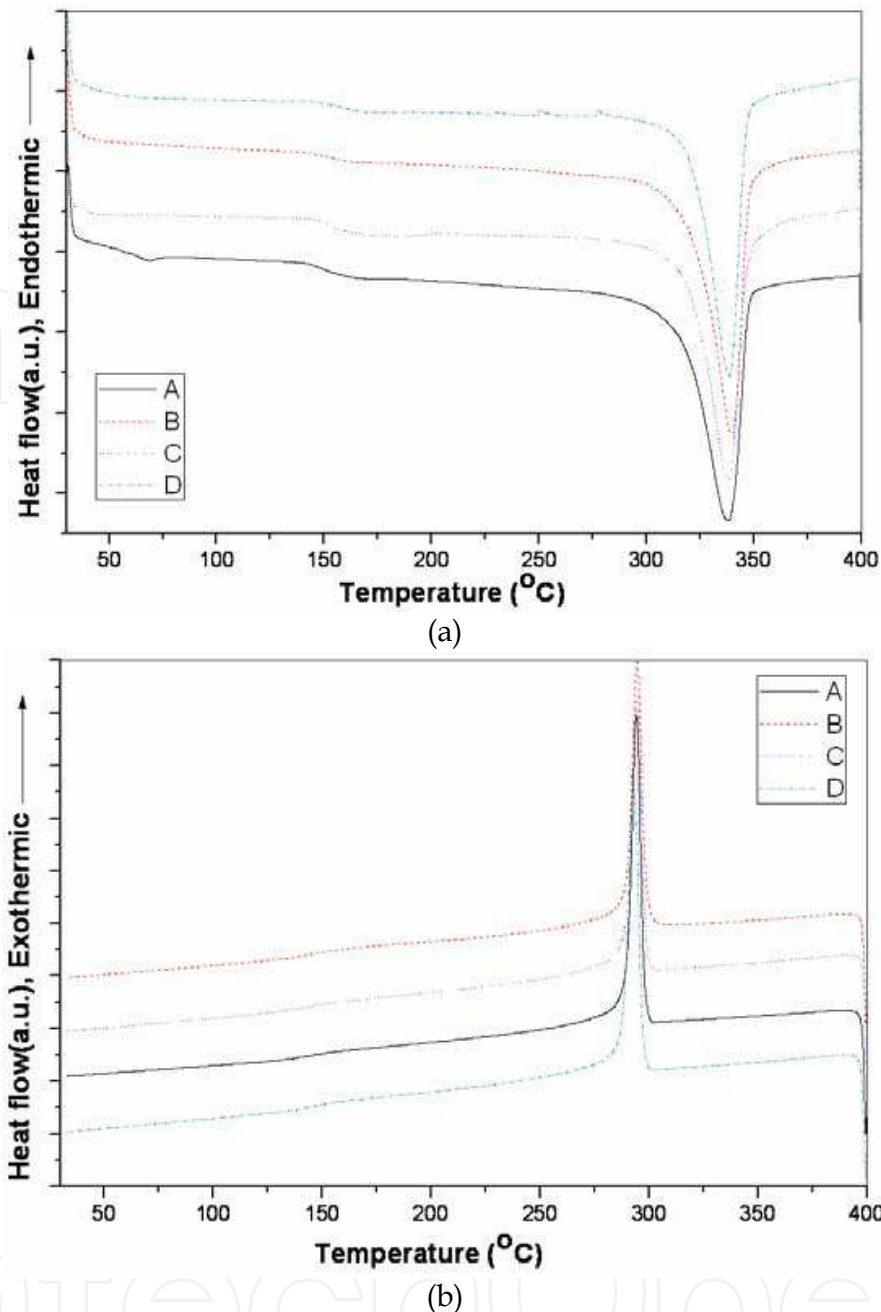 Heat flow(a.u.), Endothermic
A
B
C
D
50 100 150 200 250 300 350 400
Temperature (°C)
(a)
Heat flow(a.u.), Exothermic
A
B
C
D
50 100 150 200 250 300 350 400
Temperature (°C)
(b)